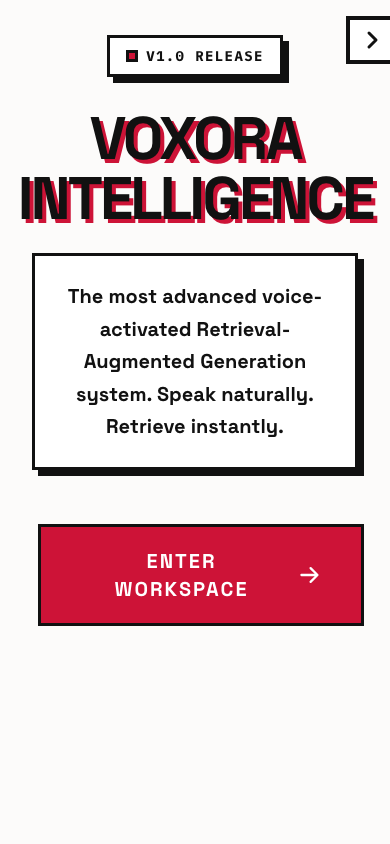 V1.0 RELEASE
VOXORA
INTELLIGENCE
The most advanced voice-
activated Retrieval-
Augmented Generation
system. Speak naturally.
Retrieve instantly.
ENTER
WORKSPACE